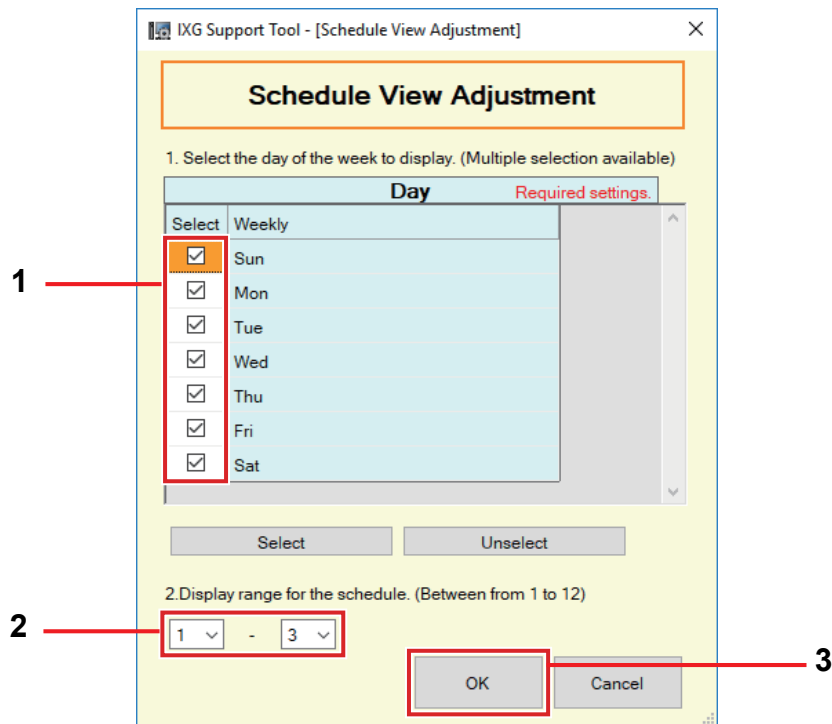 IXG Support Tool - [Schedule View Adjustment]
Schedule View Adjustment
1. Select the day of the week to display. (Multiple selection available)
Day Required settings.
Select Weekly
Sun
1
Mon
Tue
Wed
Thu
Fri
Sat
Select Unselect
2.Display range for the schedule. (Between from 1 to 12)
2
1 - 3
3
OK Cancel